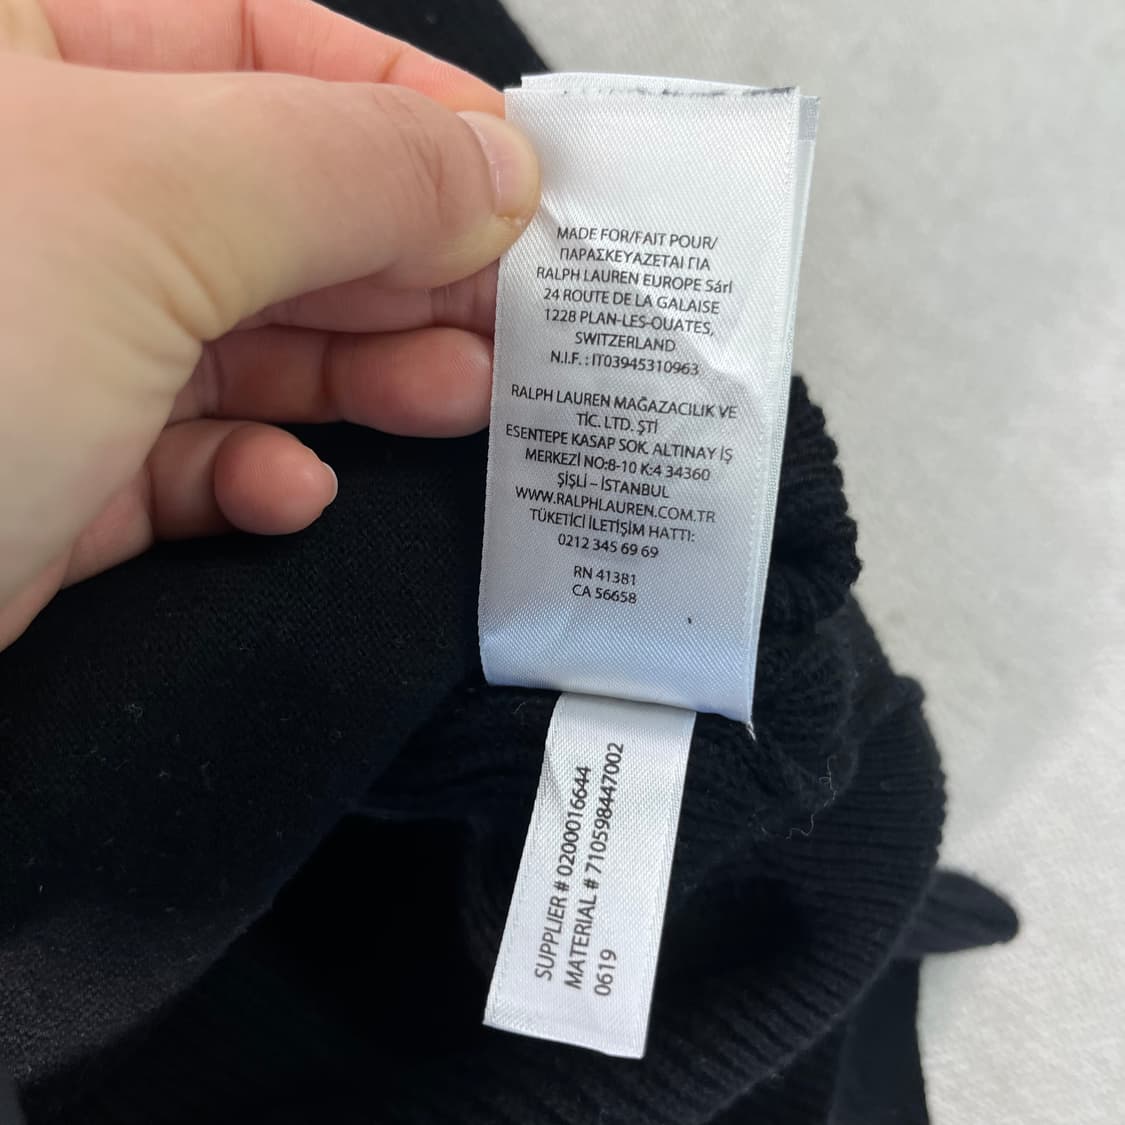 MADE FOR/FAIT POUR/
ΠΑΡΑΣΚΕΥΑΖΕΤΑΙ ΓΙΑ
RALPH LAUREN EUROPE Sárl
24 ROUTE DE LA GALAISE
1228 PLAN-LES-OUATES,
SWITZERLAND
N.I.F. : IT03945310963
RALPH LAUREN MAĞAZACILIK VE
TİC. LTD. ŞTİ
ESENTEPE KASAP SOK. ALTINAY İŞ
MERKEZİ NO:8-10 K:4 34360
ŞİŞLİ – İSTANBUL
WWW.RALPHLAUREN.COM.TR
TÜKETİCİ İLETİŞİM HATTI:
0212 345 69 69
RN 41381
CA 56658
SUPPLIER # 0200016644
MATERIAL # 710598447002
0619